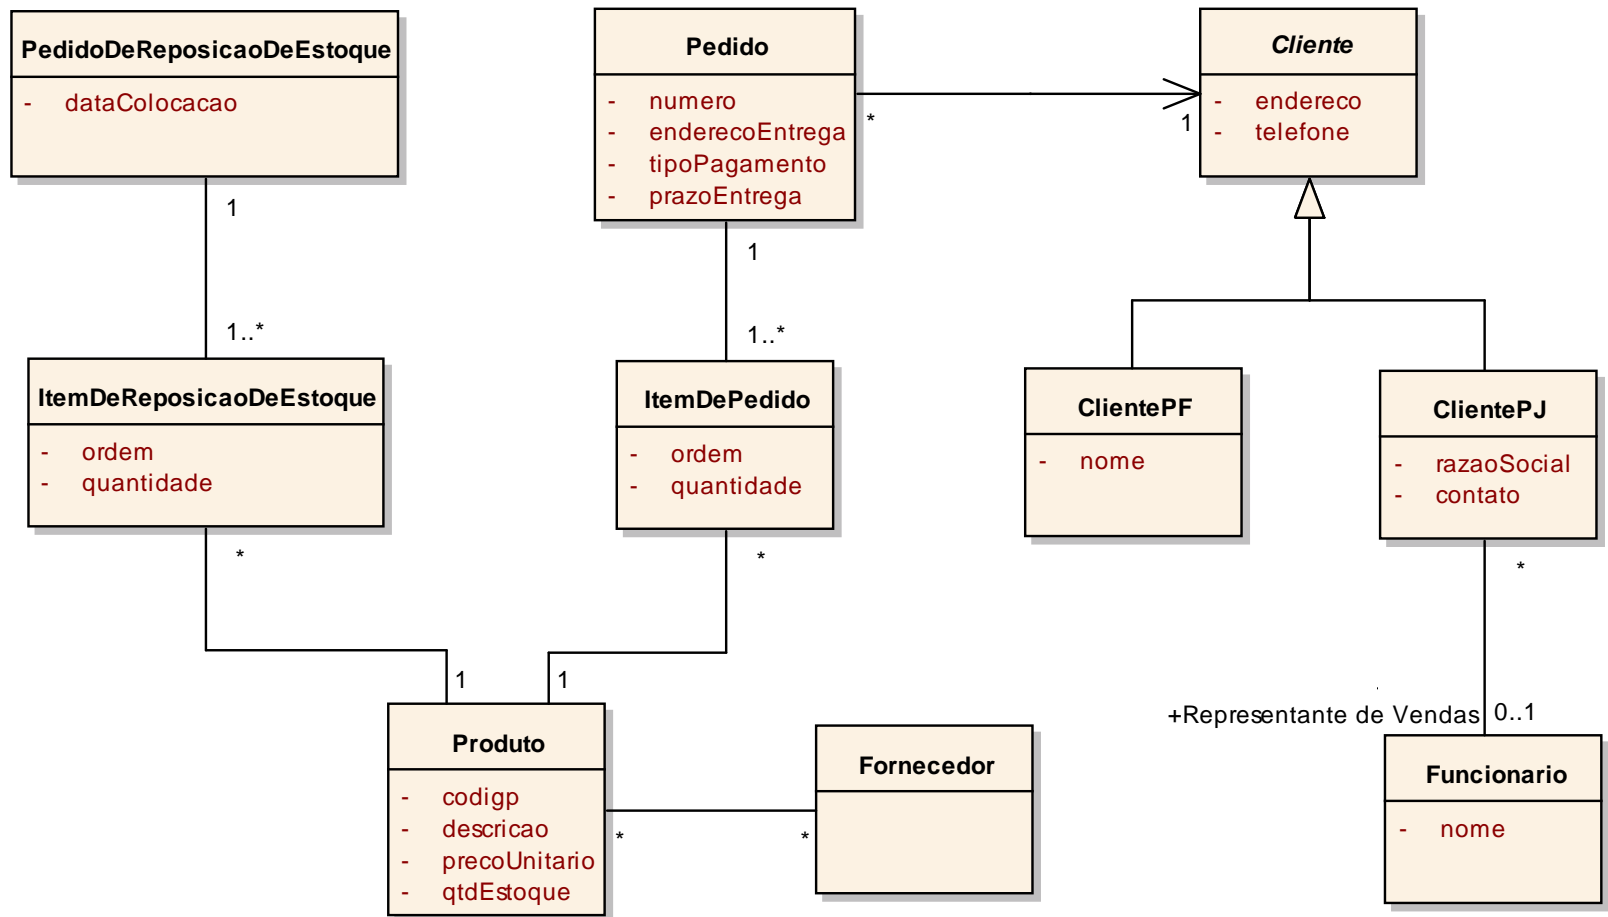 PedidoDeReposicaoDeEstoque
- dataColocacao
1
1..*
Pedido
- numero
- enderecoEntrega
- tipoPagamento
- prazoEntrega
*
1
1
1..*
Cliente
- endereco
- telefone
ItemDeReposicaoDeEstoque
- ordem
- quantidade
*
1
ItemDePedido
- ordem
- quantidade
*
1
ClientePF
- nome
ClientePJ
- razaoSocial
- contato
*
+Representante de Vendas
0..1
Produto
- codigp
- descricao
- precoUnitario
- qtdEstoque
*
*
Fornecedor
Funcionario
- nome